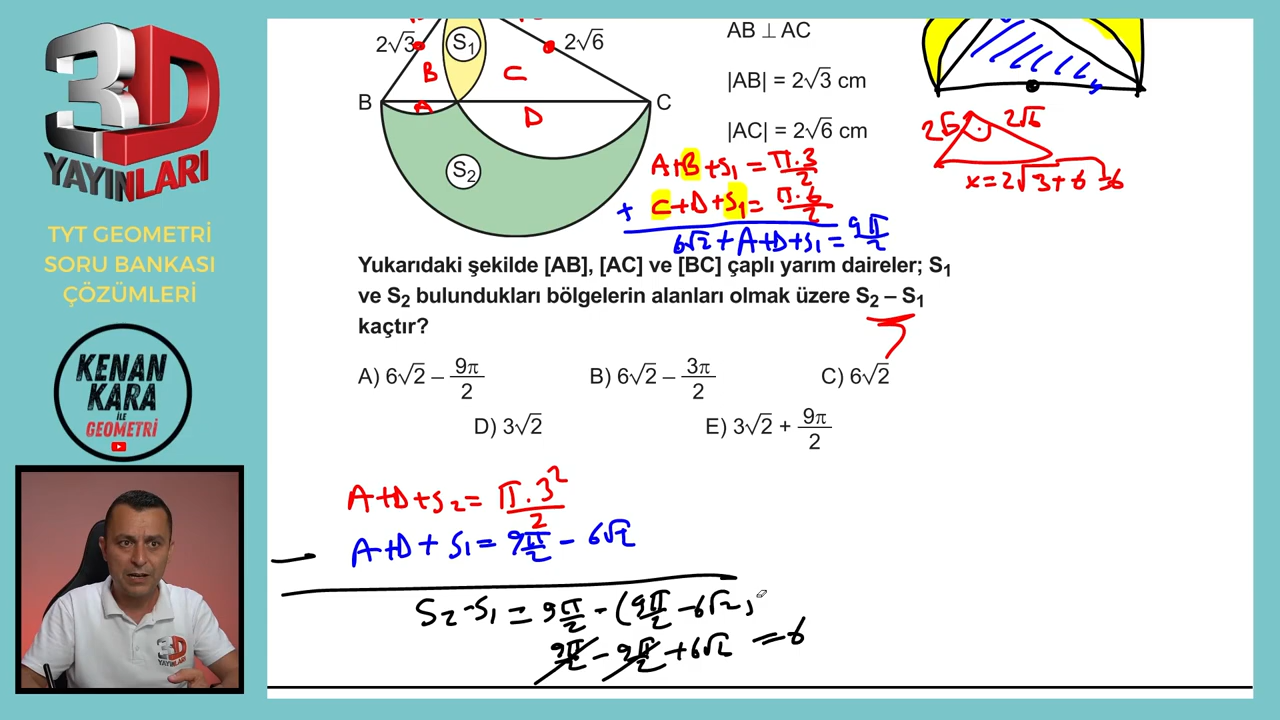 3D
YAYINLARI
TYT GEOMETRİ
SORU BANKASI
ÇÖZÜMLERİ
KENAN
KARA
İLE
GEOMETRİ
3D
YAYINLARI
2√3
S₁
2√6
B
C
B
A
D
C
S₂
AB ⊥ AC
|AB| = 2√3 cm
|AC| = 2√6 cm
A+B+S₁ = π.3/2
+ C+D+S₁ = π.6/2
6√2 + A+D+S₁ = 9π/2
2√6
x = 2√3+6 = 6
Yukarıdaki şekilde [AB], [AC] ve [BC] çaplı yarım daireler; S₁
ve S₂ bulundukları bölgelerin alanları olmak üzere S₂ – S₁
kaçtır?
A) 6√2 – 9π/2 B) 6√2 – 3π/2 C) 6√2
D) 3√2 E) 3√2 + 9π/2
A+D+S₂ = π.3²/2
— A+D+S₁ = 9π/2 – 6√2
S₂-S₁ = 9π/2 – (9π/2 – 6√2)
9π/2 – 9π/2 + 6√2 = 6